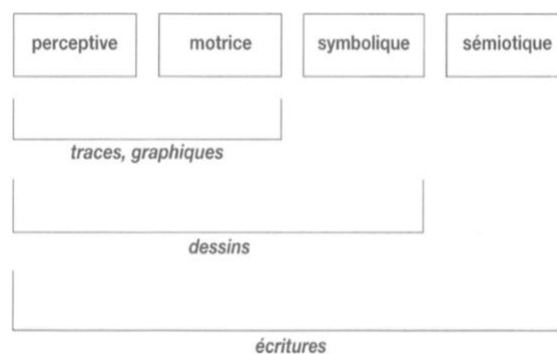 perceptive motrice symbolique sémiotique
traces, graphiques
dessins
écritures